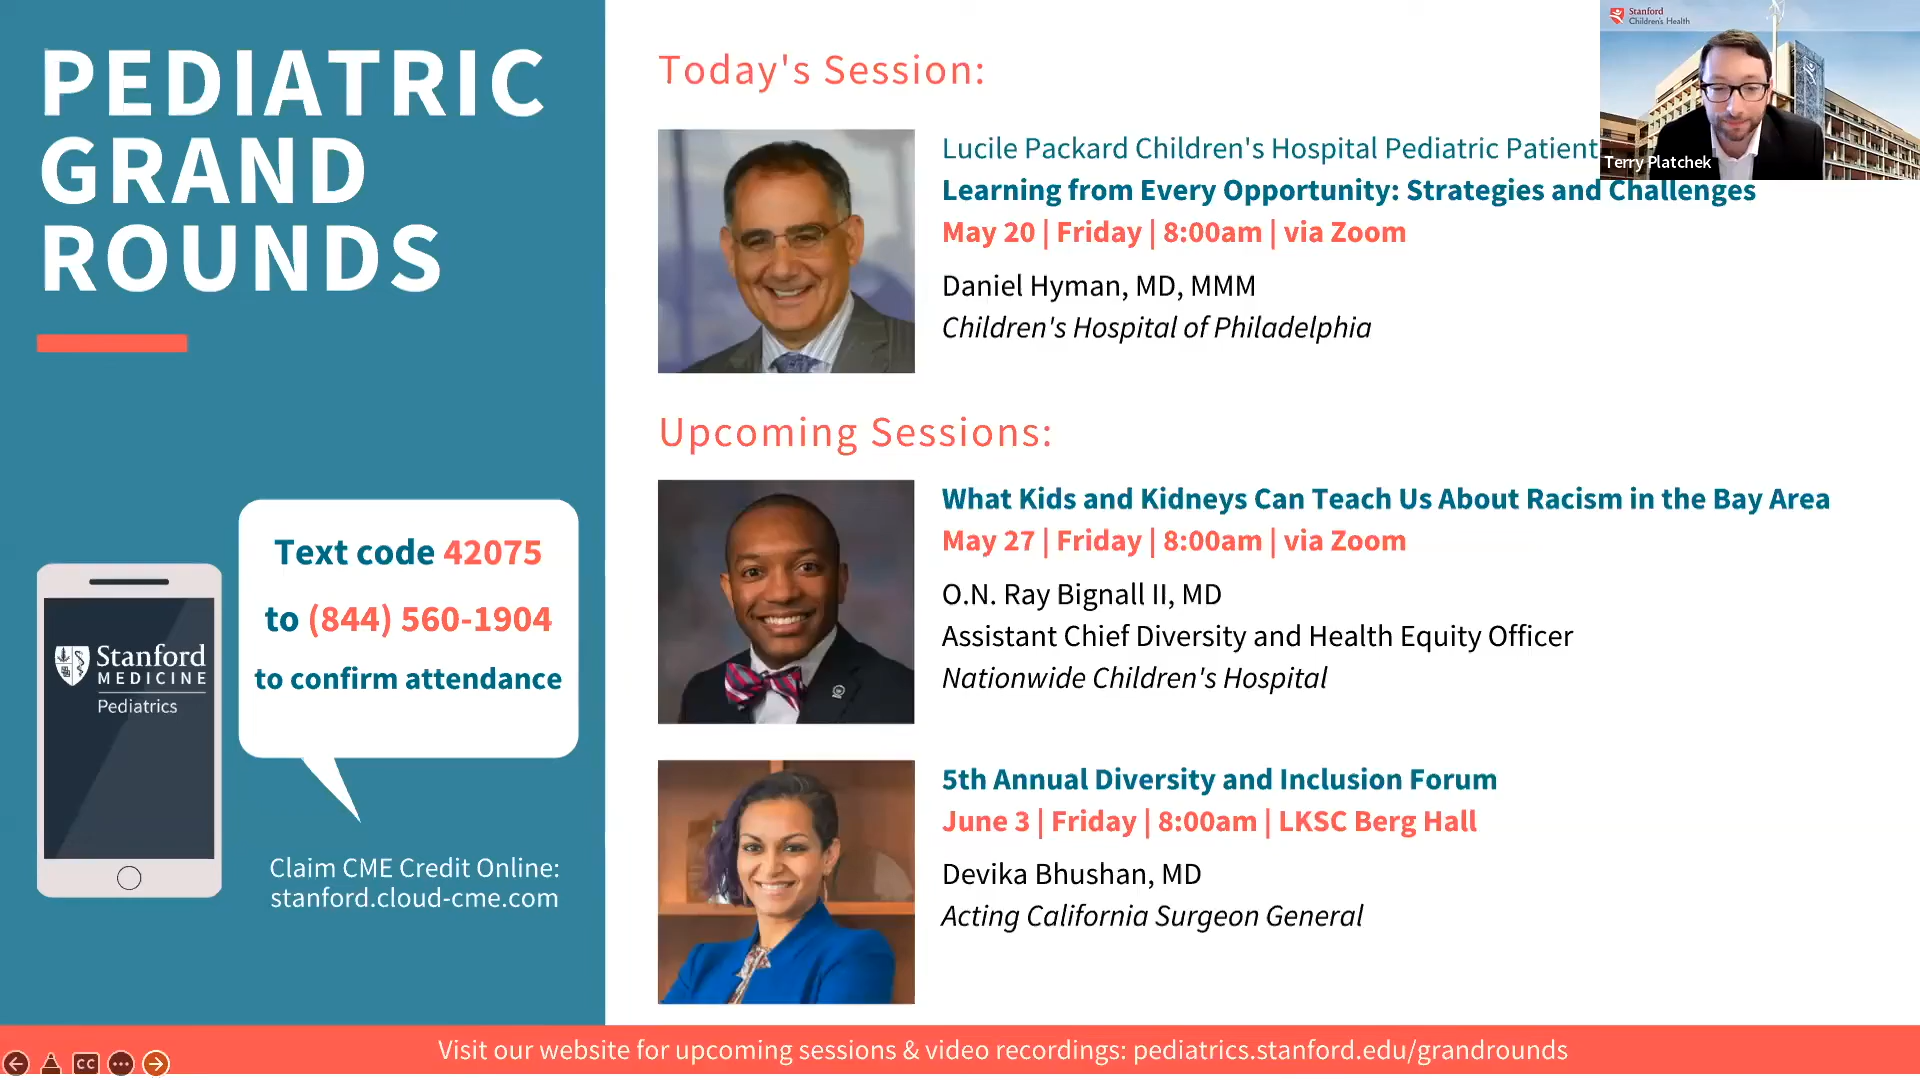 PEDIATRIC
GRAND
ROUNDS
Text code 42075
to (844) 560-1904
to confirm attendance
Stanford
MEDICINE
Pediatrics
Claim CME Credit Online:
stanford.cloud-cme.com
Today's Session:
Lucile Packard Children's Hospital Pediatric Patient
Learning from Every Opportunity: Strategies and Challenges
May 20 | Friday | 8:00am | via Zoom
Daniel Hyman, MD, MMM
Children's Hospital of Philadelphia
Upcoming Sessions:
What Kids and Kidneys Can Teach Us About Racism in the Bay Area
May 27 | Friday | 8:00am | via Zoom
O.N. Ray Bignall II, MD
Assistant Chief Diversity and Health Equity Officer
Nationwide Children's Hospital
5th Annual Diversity and Inclusion Forum
June 3 | Friday | 8:00am | LKSC Berg Hall
Devika Bhushan, MD
Acting California Surgeon General
Stanford
Children's Health
Terry Platchek
CC
Visit our website for upcoming sessions & video recordings: pediatrics.stanford.edu/grandrounds